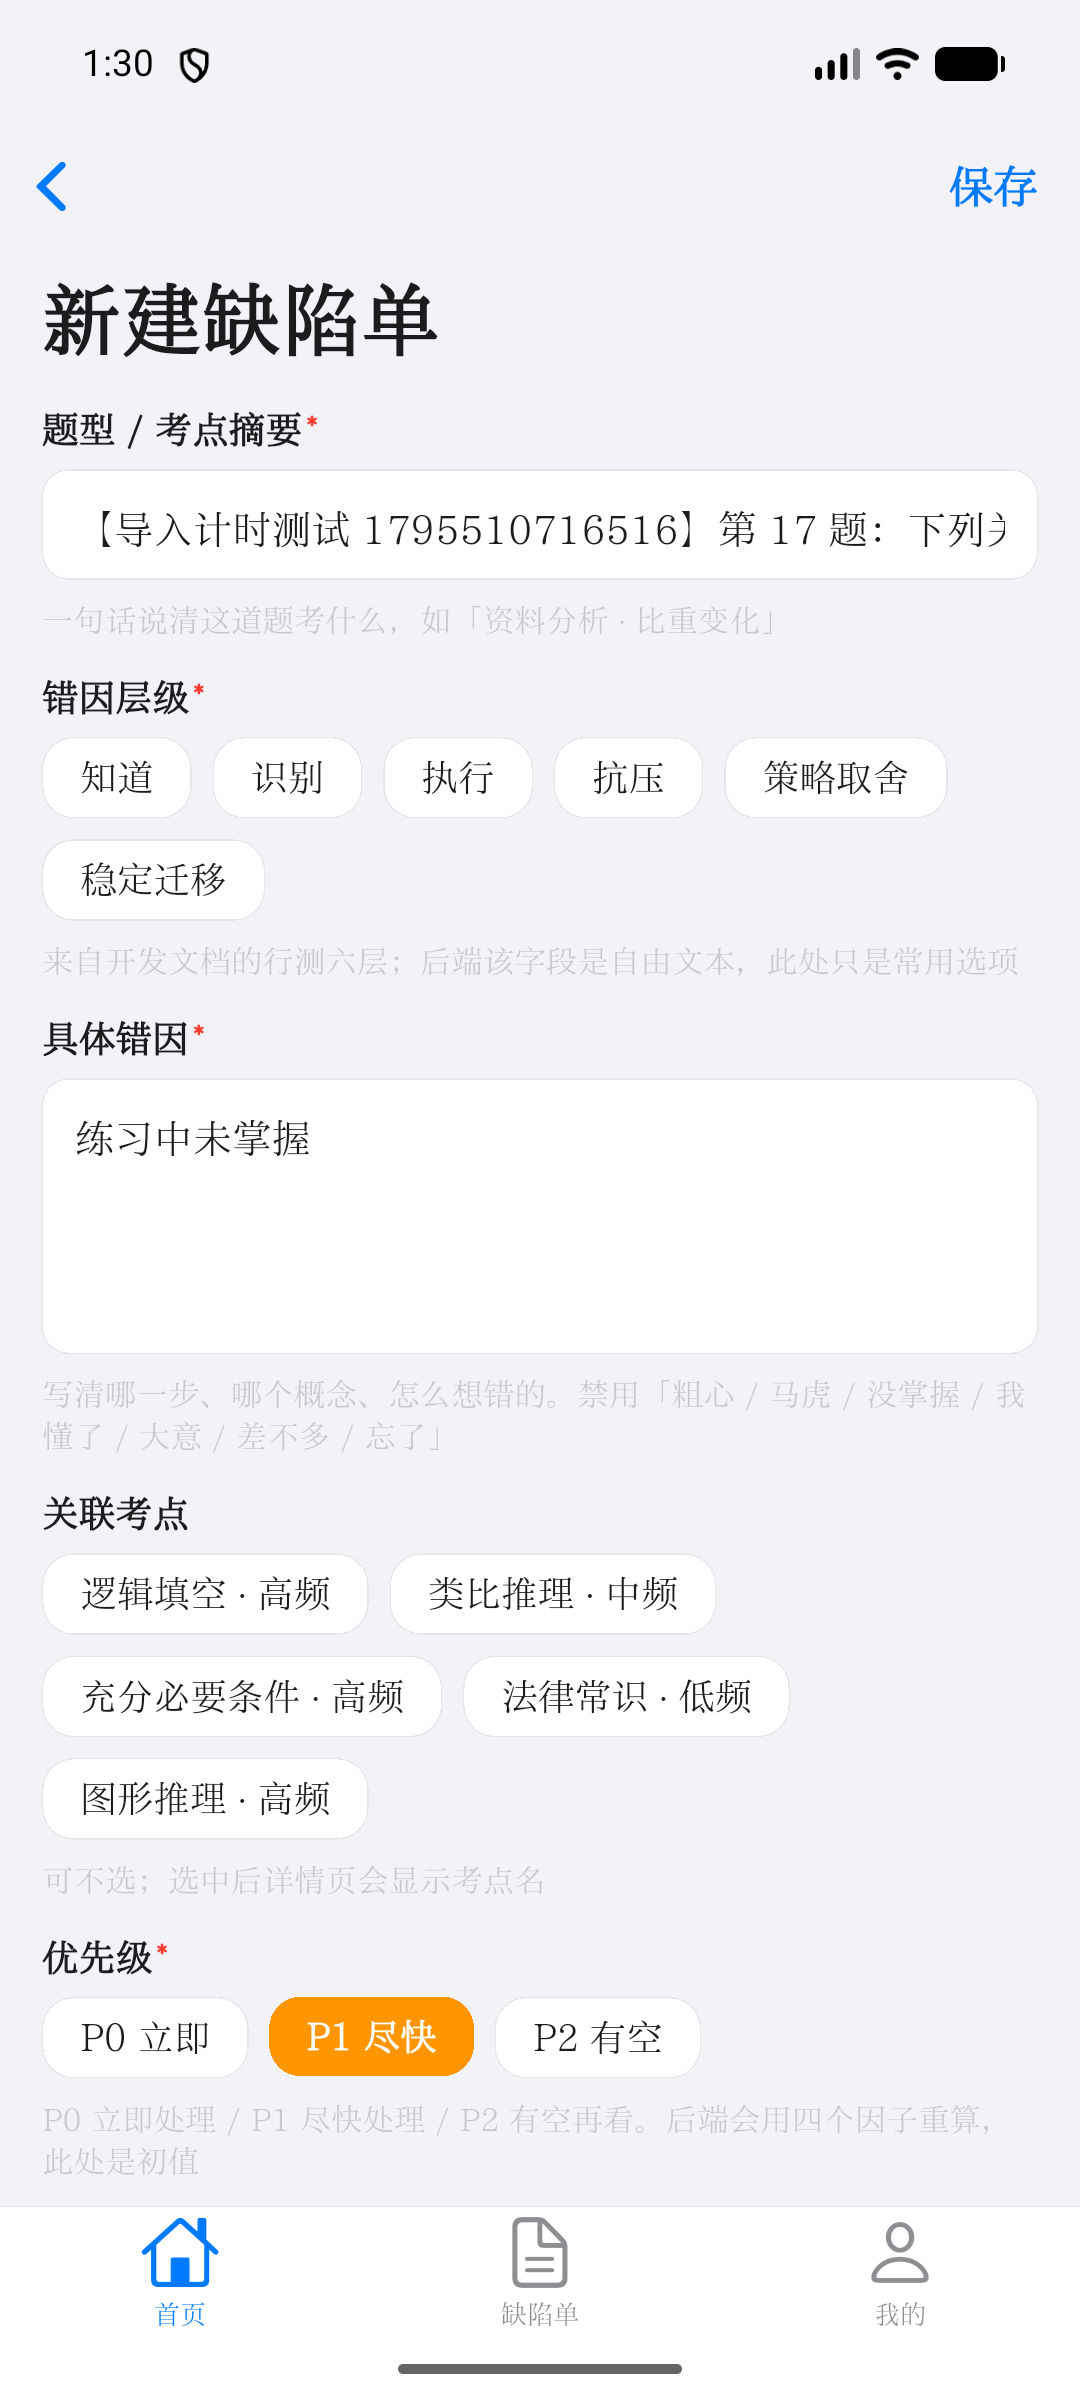 1:30
保存
新建缺陷单
题型 / 考点摘要*
【导入计时测试 1795510716516】第 17 题：下列
一句话说清这道题考什么，如「资料分析 · 比重变化」
错因层级*
知道 识别 执行 抗压 策略取舍
稳定迁移
来自开发文档的行测六层；后端该字段是自由文本，此处只是常用选项
具体错因*
练习中未掌握
写清哪一步、哪个概念、怎么想错的。禁用「粗心 / 马虎 / 没掌握 / 我
懂了 / 大意 / 差不多 / 忘了」
关联考点
逻辑填空 · 高频 类比推理 · 中频
充分必要条件 · 高频 法律常识 · 低频
图形推理 · 高频
可不选；选中后详情页会显示考点名
优先级*
P0 立即 P1 尽快 P2 有空
P0 立即处理 / P1 尽快处理 / P2 有空再看。后端会用四个因子重算，
此处是初值
首页 缺陷单 我的